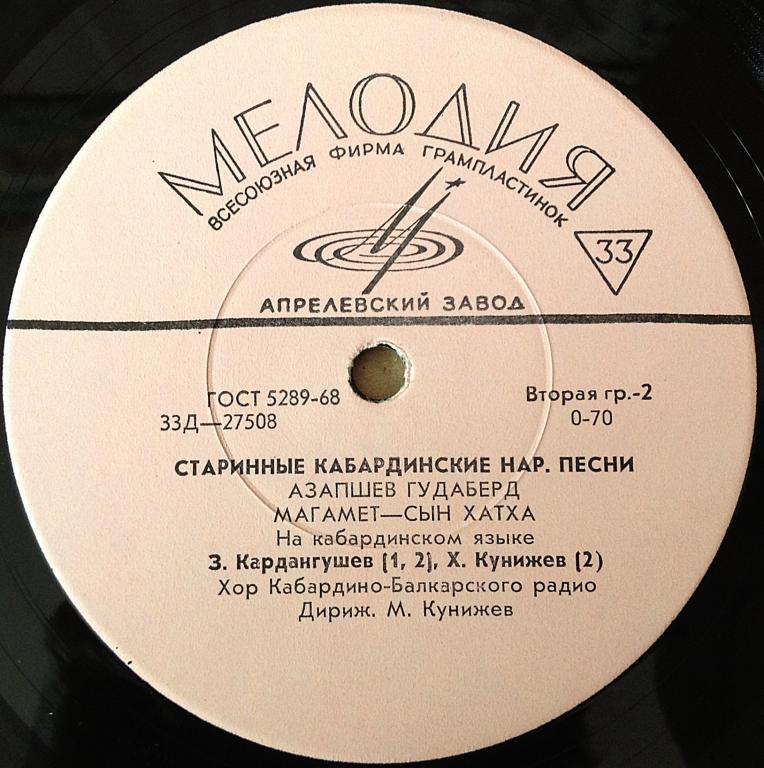 МЕЛОДИЯ
ВСЕСОЮЗНАЯ ФИРМА ГРАМПЛАСТИНОК
33
АПРЕЛЕВСКИЙ ЗАВОД
ГОСТ 5289-68 Вторая гр.-2
33Д—27508 0-70
СТАРИННЫЕ КАБАРДИНСКИЕ НАР. ПЕСНИ
АЗАПШЕВ ГУДАБЕРД
МАГАМЕТ—СЫН ХАТХА
На кабардинском языке
З. Кардангушев (1, 2), Х. Кунижев (2)
Хор Кабардино-Балкарского радио
Дириж. М. Кунижев